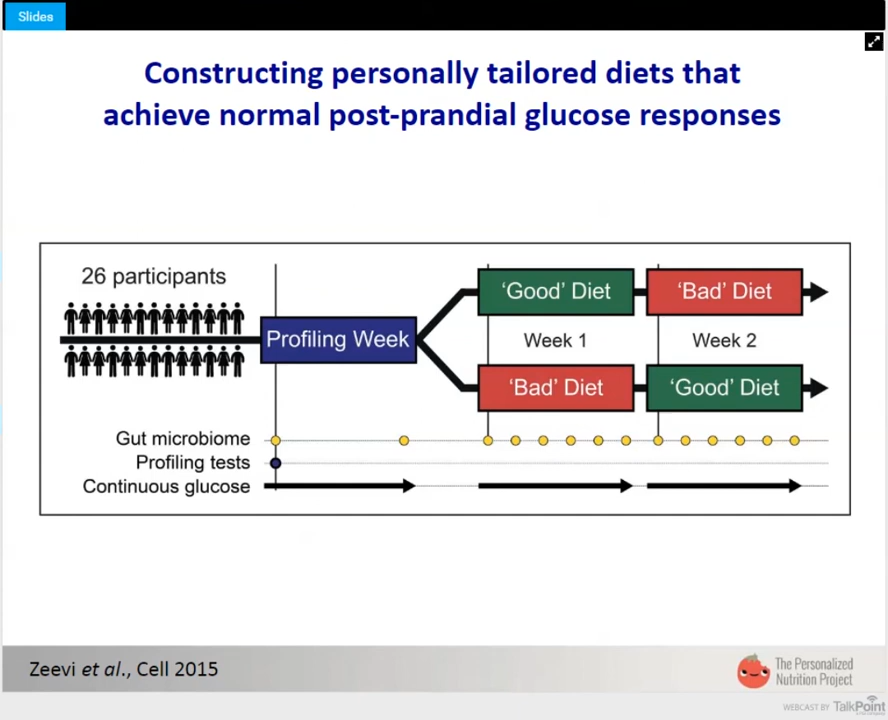 Slides
Constructing personally tailored diets that
achieve normal post-prandial glucose responses
26 participants
Profiling Week
'Good' Diet
'Bad' Diet
Week 1
Week 2
'Bad' Diet
'Good' Diet
Gut microbiome
Profiling tests
Continuous glucose
Zeevi et al., Cell 2015
The Personalized
Nutrition Project
WEBCAST BY TalkPoint